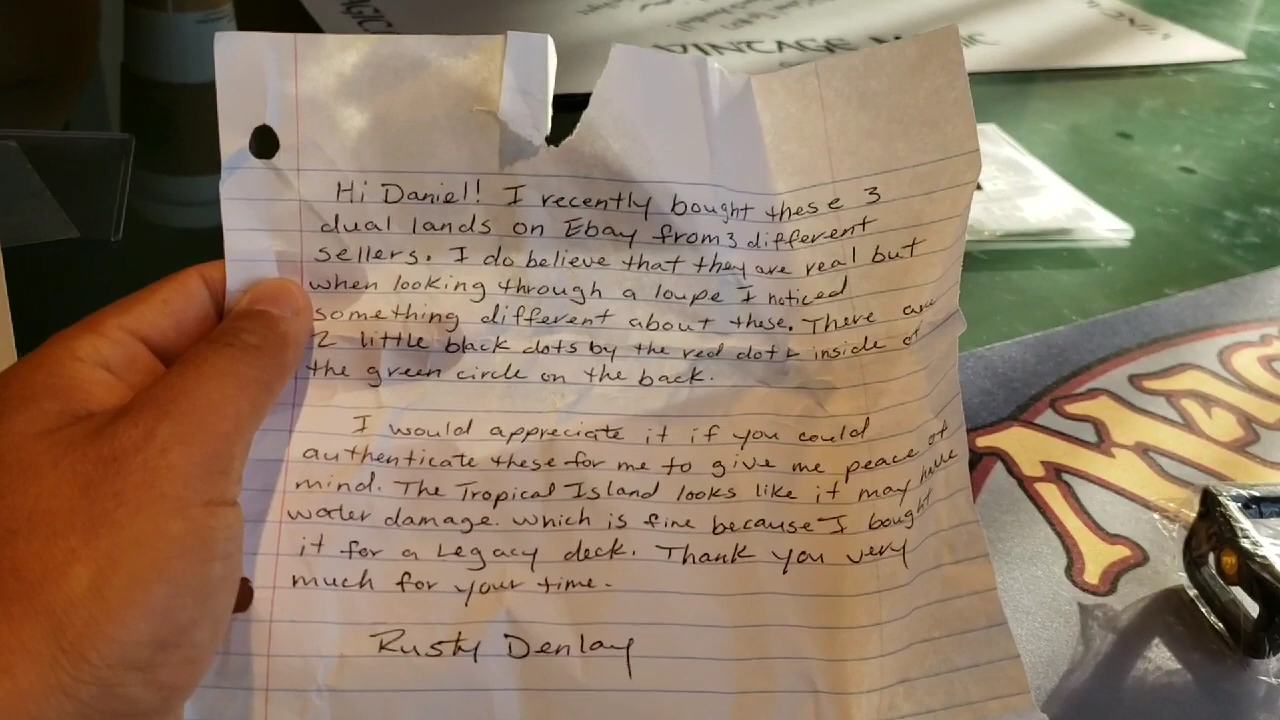 VINTAGE MAGIC
Hi Daniel! I recently bought these 3
dual lands on Ebay from 3 different
sellers. I do believe that they are real but
when looking through a loupe I noticed
something different about these. There are
2 little black dots by the red dot & inside of
the green circle on the back.
I would appreciate it if you could
authenticate these for me to give me peace of
mind. The Tropical Island looks like it may have
water damage. which is fine because I bought
it for a Legacy deck. Thank you very
much for your time.
Rusty Denlay